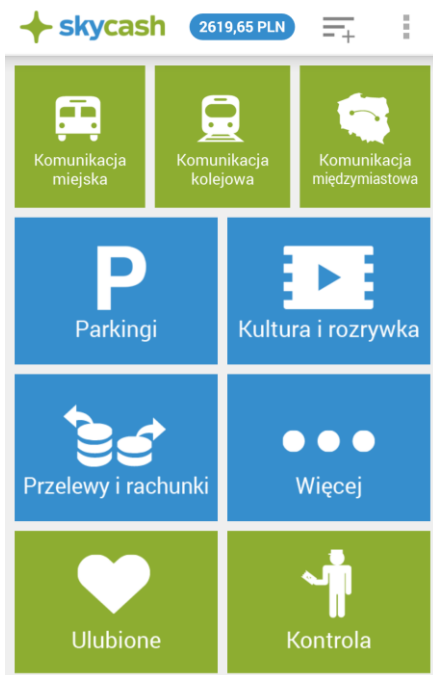 skycash
2619,65 PLN
Komunikacja
miejska
Komunikacja
kolejowa
Komunikacja
międzymiastowa
P
Parkingi
Kultura i rozrywka
Przelewy i rachunki
Więcej
Ulubione
Kontrola